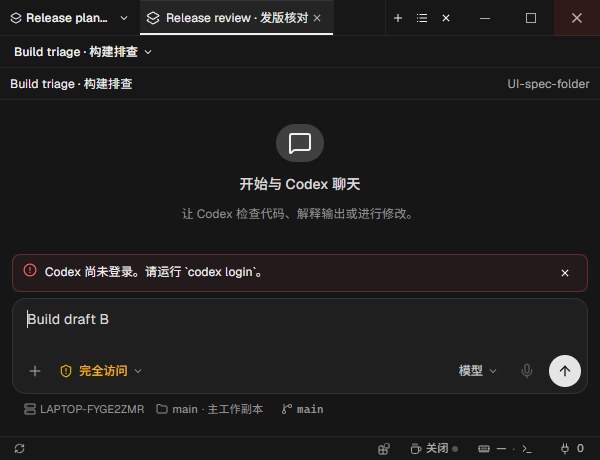 Release plan...
Release review · 发版核对
Build triage · 构建排查
Build triage · 构建排查
UI-spec-folder
开始与 Codex 聊天
让 Codex 检查代码、解释输出或进行修改。
Codex 尚未登录。请运行 `codex login`。
Build draft B
完全访问
模型
LAPTOP-FYGE2ZMR
main · 主工作副本
main
关闭
— ·
0